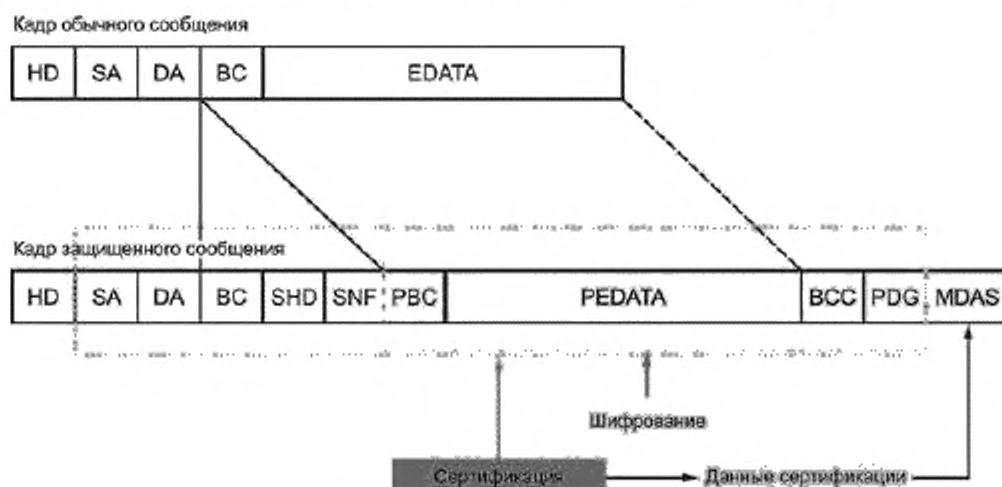 Кадр обычного сообщения
HD SA DA BC EDATA
Кадр защищенного сообщения
HD SA DA BC SHD SNF PBC PEDATA BCC PDG MDAS
Шифрование
Сертификация Данные сертификации